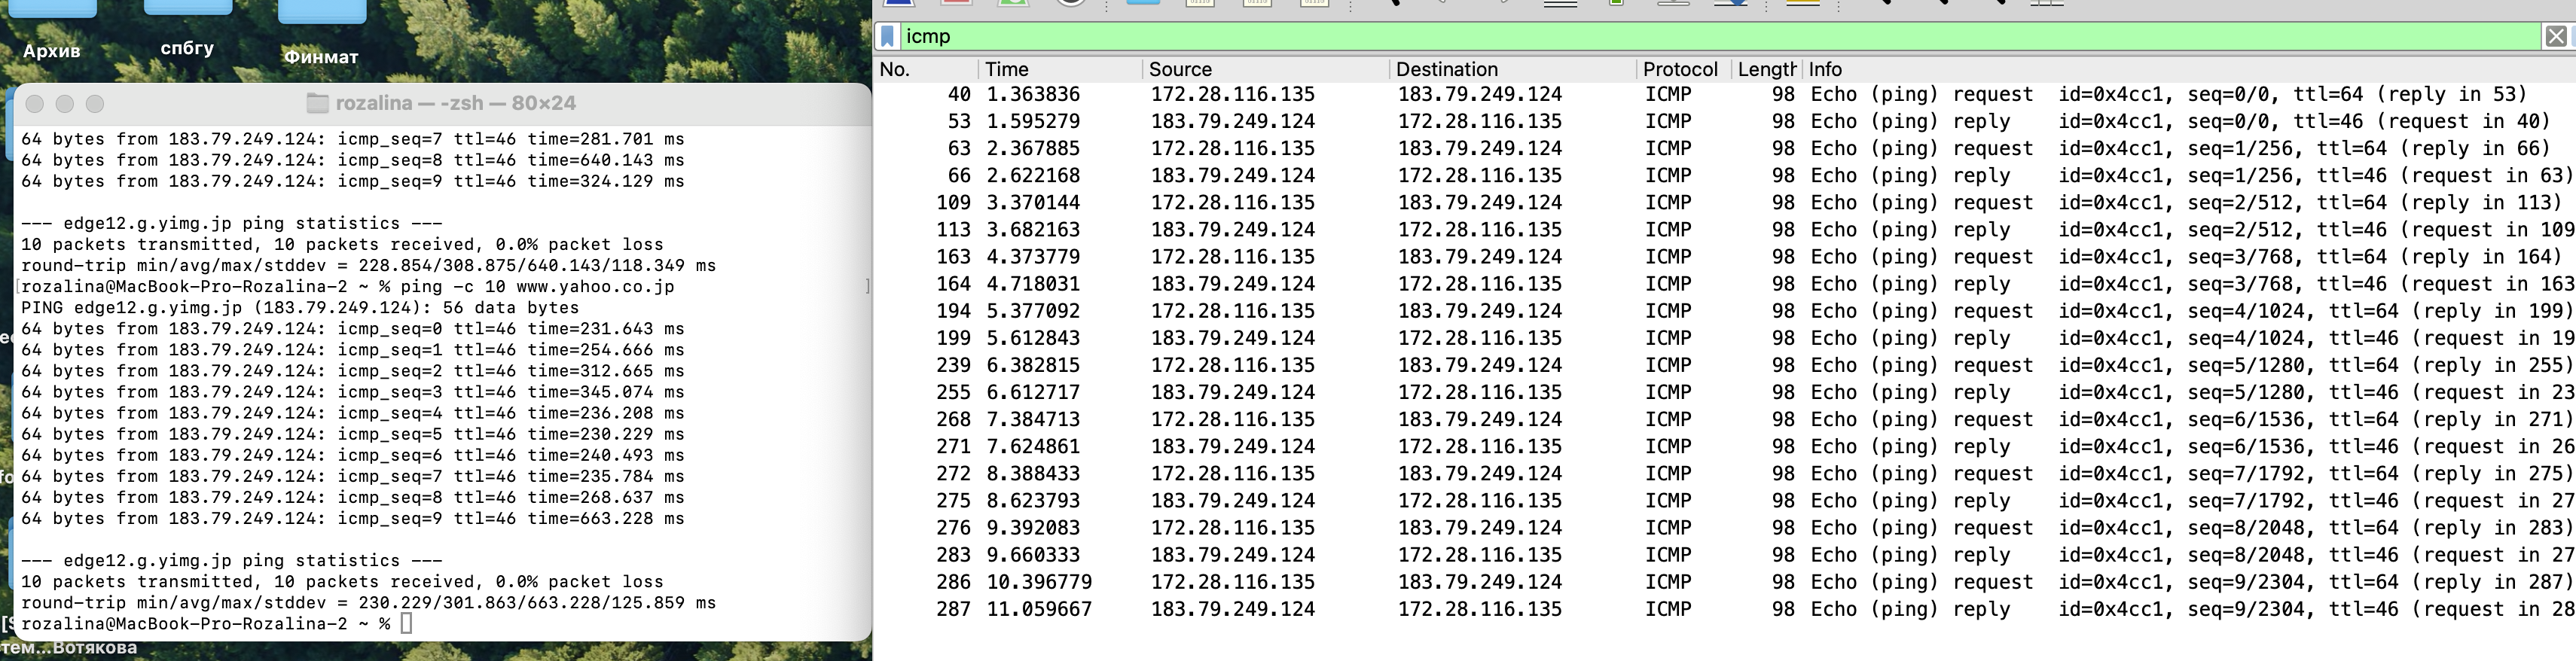 Архив
спбгу
Финмат
rozalina — -zsh — 80×24
64 bytes from 183.79.249.124: icmp_seq=7 ttl=46 time=281.701 ms
64 bytes from 183.79.249.124: icmp_seq=8 ttl=46 time=640.143 ms
64 bytes from 183.79.249.124: icmp_seq=9 ttl=46 time=324.129 ms
--- edge12.g.yimg.jp ping statistics ---
10 packets transmitted, 10 packets received, 0.0% packet loss
round-trip min/avg/max/stddev = 228.854/308.875/640.143/118.349 ms
[rozalina@MacBook-Pro-Rozalina-2 ~ % ping -c 10 www.yahoo.co.jp ]
PING edge12.g.yimg.jp (183.79.249.124): 56 data bytes
64 bytes from 183.79.249.124: icmp_seq=0 ttl=46 time=231.643 ms
64 bytes from 183.79.249.124: icmp_seq=1 ttl=46 time=254.666 ms
64 bytes from 183.79.249.124: icmp_seq=2 ttl=46 time=312.665 ms
64 bytes from 183.79.249.124: icmp_seq=3 ttl=46 time=345.074 ms
64 bytes from 183.79.249.124: icmp_seq=4 ttl=46 time=236.208 ms
64 bytes from 183.79.249.124: icmp_seq=5 ttl=46 time=230.229 ms
64 bytes from 183.79.249.124: icmp_seq=6 ttl=46 time=240.493 ms
64 bytes from 183.79.249.124: icmp_seq=7 ttl=46 time=235.784 ms
64 bytes from 183.79.249.124: icmp_seq=8 ttl=46 time=268.637 ms
64 bytes from 183.79.249.124: icmp_seq=9 ttl=46 time=663.228 ms
--- edge12.g.yimg.jp ping statistics ---
10 packets transmitted, 10 packets received, 0.0% packet loss
round-trip min/avg/max/stddev = 230.229/301.863/663.228/125.859 ms
rozalina@MacBook-Pro-Rozalina-2 ~ %
тем...Вотякова
icmp
No. Time Source Destination Protocol Length Info
40 1.363836 172.28.116.135 183.79.249.124 ICMP 98 Echo (ping) request id=0x4cc1, seq=0/0, ttl=64 (reply in 53)
53 1.595279 183.79.249.124 172.28.116.135 ICMP 98 Echo (ping) reply id=0x4cc1, seq=0/0, ttl=46 (request in 40)
63 2.367885 172.28.116.135 183.79.249.124 ICMP 98 Echo (ping) request id=0x4cc1, seq=1/256, ttl=64 (reply in 66)
66 2.622168 183.79.249.124 172.28.116.135 ICMP 98 Echo (ping) reply id=0x4cc1, seq=1/256, ttl=46 (request in 63)
109 3.370144 172.28.116.135 183.79.249.124 ICMP 98 Echo (ping) request id=0x4cc1, seq=2/512, ttl=64 (reply in 113)
113 3.682163 183.79.249.124 172.28.116.135 ICMP 98 Echo (ping) reply id=0x4cc1, seq=2/512, ttl=46 (request in 109
163 4.373779 172.28.116.135 183.79.249.124 ICMP 98 Echo (ping) request id=0x4cc1, seq=3/768, ttl=64 (reply in 164)
164 4.718031 183.79.249.124 172.28.116.135 ICMP 98 Echo (ping) reply id=0x4cc1, seq=3/768, ttl=46 (request in 163
194 5.377092 172.28.116.135 183.79.249.124 ICMP 98 Echo (ping) request id=0x4cc1, seq=4/1024, ttl=64 (reply in 199)
199 5.612843 183.79.249.124 172.28.116.135 ICMP 98 Echo (ping) reply id=0x4cc1, seq=4/1024, ttl=46 (request in 19
239 6.382815 172.28.116.135 183.79.249.124 ICMP 98 Echo (ping) request id=0x4cc1, seq=5/1280, ttl=64 (reply in 255)
255 6.612717 183.79.249.124 172.28.116.135 ICMP 98 Echo (ping) reply id=0x4cc1, seq=5/1280, ttl=46 (request in 23
268 7.384713 172.28.116.135 183.79.249.124 ICMP 98 Echo (ping) request id=0x4cc1, seq=6/1536, ttl=64 (reply in 271)
271 7.624861 183.79.249.124 172.28.116.135 ICMP 98 Echo (ping) reply id=0x4cc1, seq=6/1536, ttl=46 (request in 26
272 8.388433 172.28.116.135 183.79.249.124 ICMP 98 Echo (ping) request id=0x4cc1, seq=7/1792, ttl=64 (reply in 275)
275 8.623793 183.79.249.124 172.28.116.135 ICMP 98 Echo (ping) reply id=0x4cc1, seq=7/1792, ttl=46 (request in 27
276 9.392083 172.28.116.135 183.79.249.124 ICMP 98 Echo (ping) request id=0x4cc1, seq=8/2048, ttl=64 (reply in 283)
283 9.660333 183.79.249.124 172.28.116.135 ICMP 98 Echo (ping) reply id=0x4cc1, seq=8/2048, ttl=46 (request in 27
286 10.396779 172.28.116.135 183.79.249.124 ICMP 98 Echo (ping) request id=0x4cc1, seq=9/2304, ttl=64 (reply in 287)
287 11.059667 183.79.249.124 172.28.116.135 ICMP 98 Echo (ping) reply id=0x4cc1, seq=9/2304, ttl=46 (request in 28